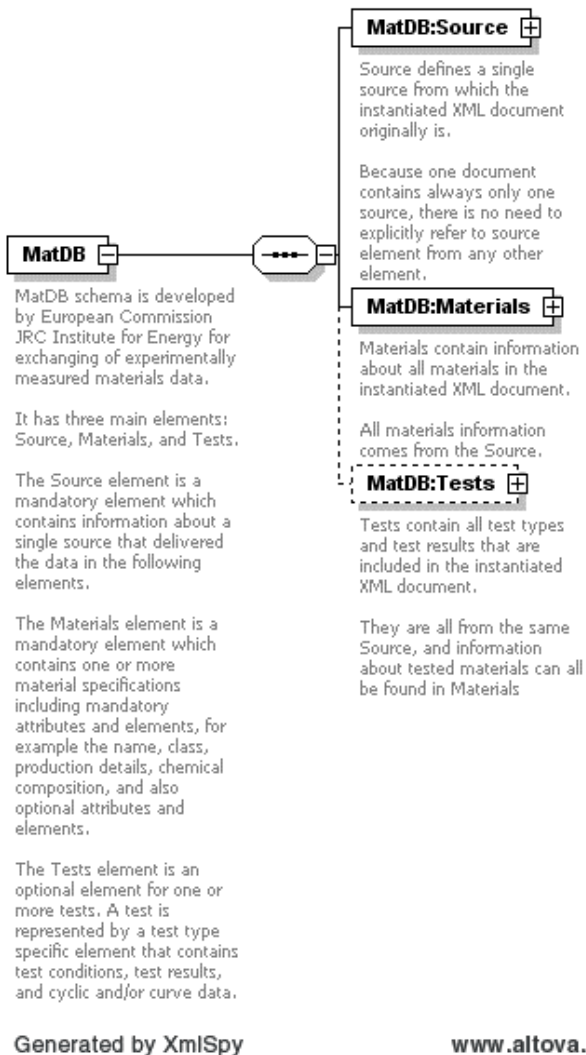 MatDB:Source
Source defines a single
source from which the
instantiated XML document
originally is.
Because one document
contains always only one
source, there is no need to
explicitly refer to source
element from any other
element.
MatDB
MatDB schema is developed
by European Commission
JRC Institute for Energy for
exchanging of experimentally
measured materials data.
It has three main elements:
Source, Materials, and Tests.
The Source element is a
mandatory element which
contains information about a
single source that delivered
the data in the following
elements.
The Materials element is a
mandatory element which
contains one or more
material specifications
including mandatory
attributes and elements, for
example the name, class,
production details, chemical
composition, and also
optional attributes and
elements.
The Tests element is an
optional element for one or
more tests. A test is
represented by a test type
specific element that contains
test conditions, test results,
and cyclic and/or curve data.
MatDB:Materials
Materials contain information
about all materials in the
instantiated XML document.
All materials information
comes from the Source.
MatDB:Tests
Tests contain all test types
and test results that are
included in the instantiated
XML document.
They are all from the same
Source, and information
about tested materials can all
be found in Materials
Generated by XmlSpy
www.altova.